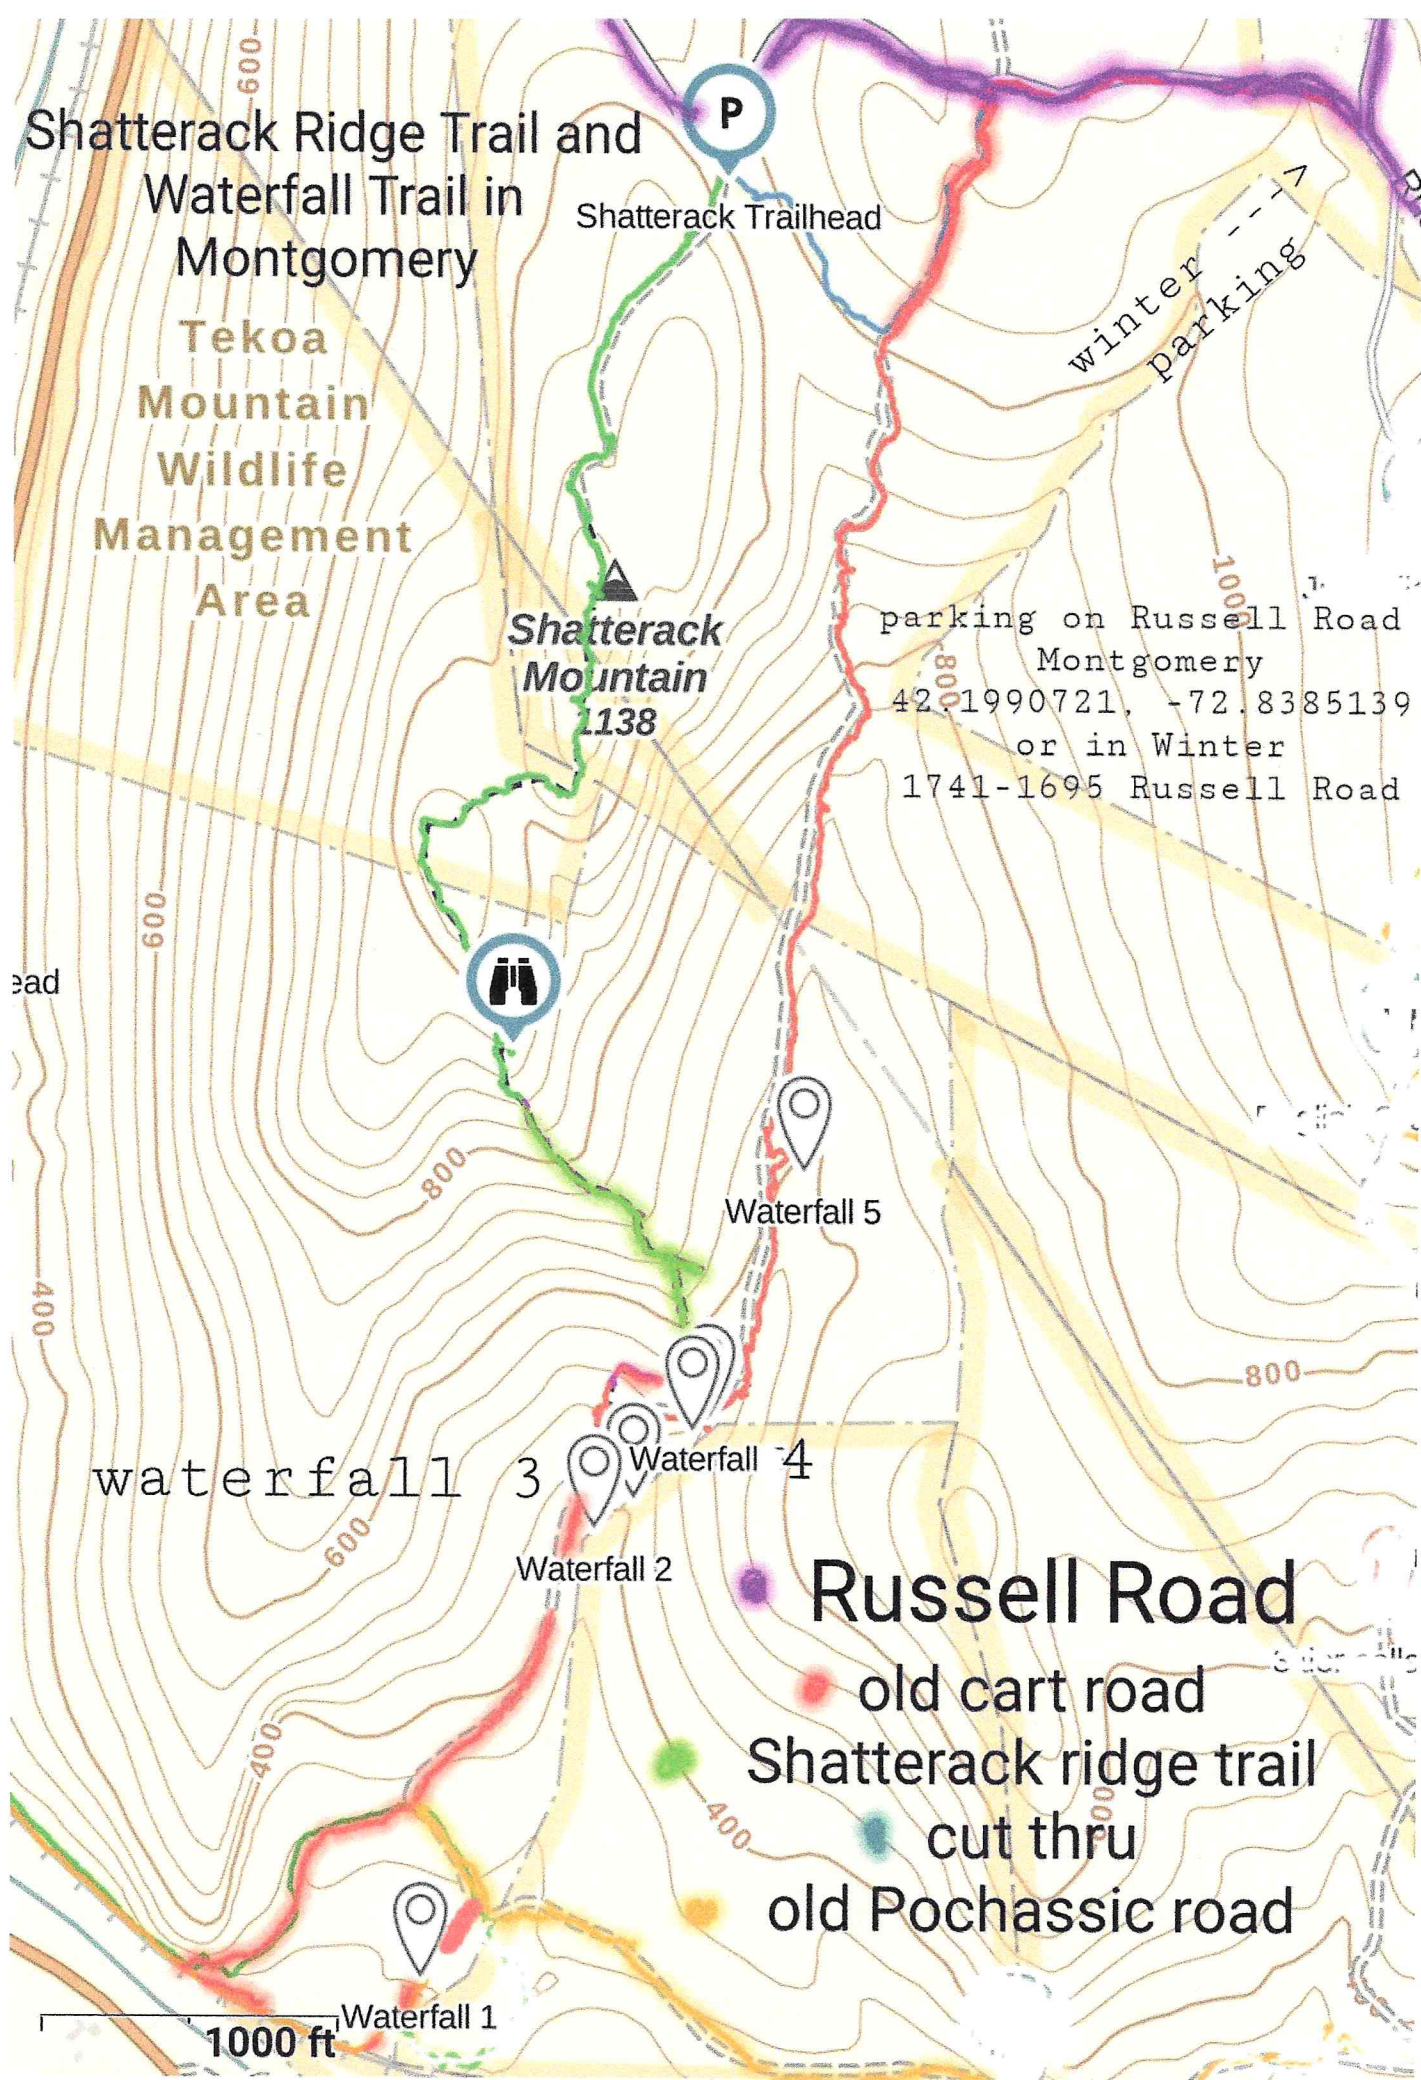 600
P
Shatterack Ridge Trail and
Waterfall Trail in
Montgomery
Shatterack Trailhead
winter --->
parking
Tekoa
Mountain
Wildlife
Management
Area
1000
Shatterack
Mountain
1138
parking on Russell Road
Montgomery
800
42.1990721, -72.8385139
or in Winter
1741-1695 Russell Road
600
ead
800
Waterfall 5
400
800
Waterfall 4
waterfall 3
600
Waterfall 2
Russell Road
old cart road
400
Shatterack ridge trail
400
cut thru
old Pochassic road
Waterfall 1
1000 ft